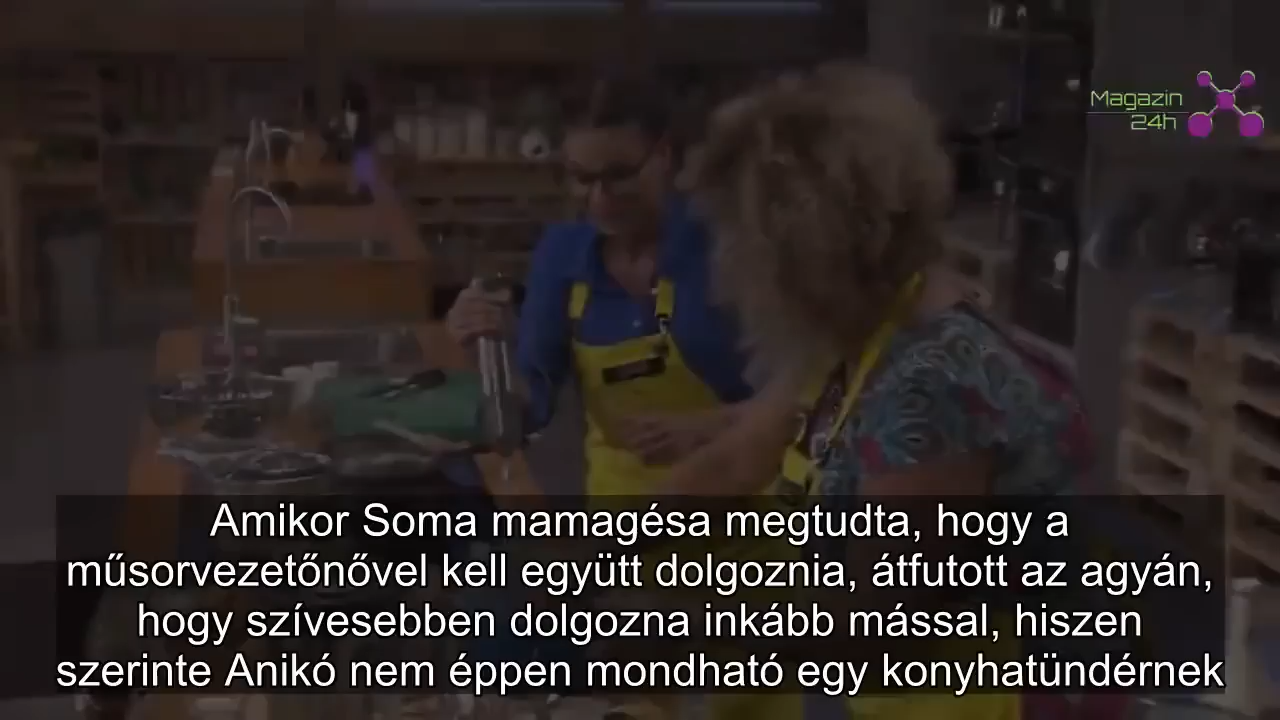 Magazin
24h
Amikor Soma mamagésa megtudta, hogy a
műsorvezetőnővel kell együtt dolgoznia, átfutott az agyán,
hogy szívesebben dolgozna inkább mással, hiszen
szerinte Anikó nem éppen mondható egy konyhatündérnek